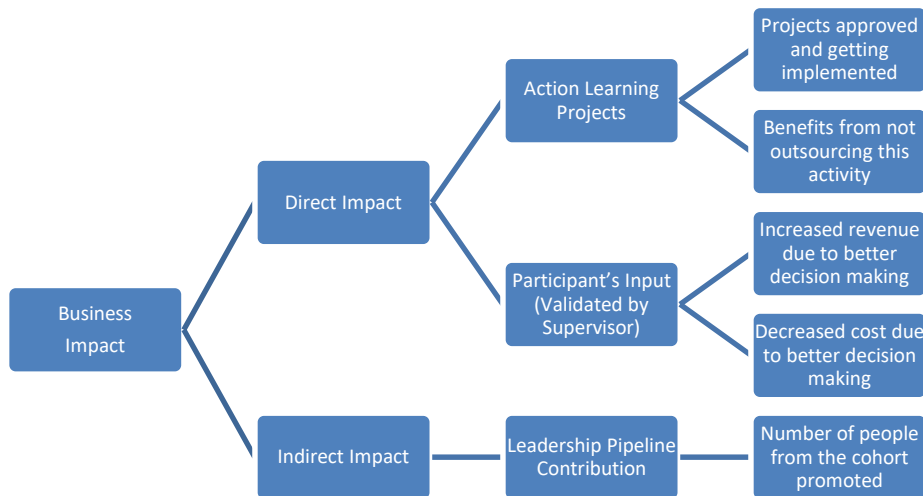 Projects approved
and getting
implemented
Action Learning
Projects
Benefits from not
outsourcing this
activity
Direct Impact
Increased revenue
due to better
decision making
Participant’s Input
(Validated by
Supervisor)
Business
Impact
Decreased cost due
to better decision
making
Indirect Impact
Leadership Pipeline
Contribution
Number of people
from the cohort
promoted